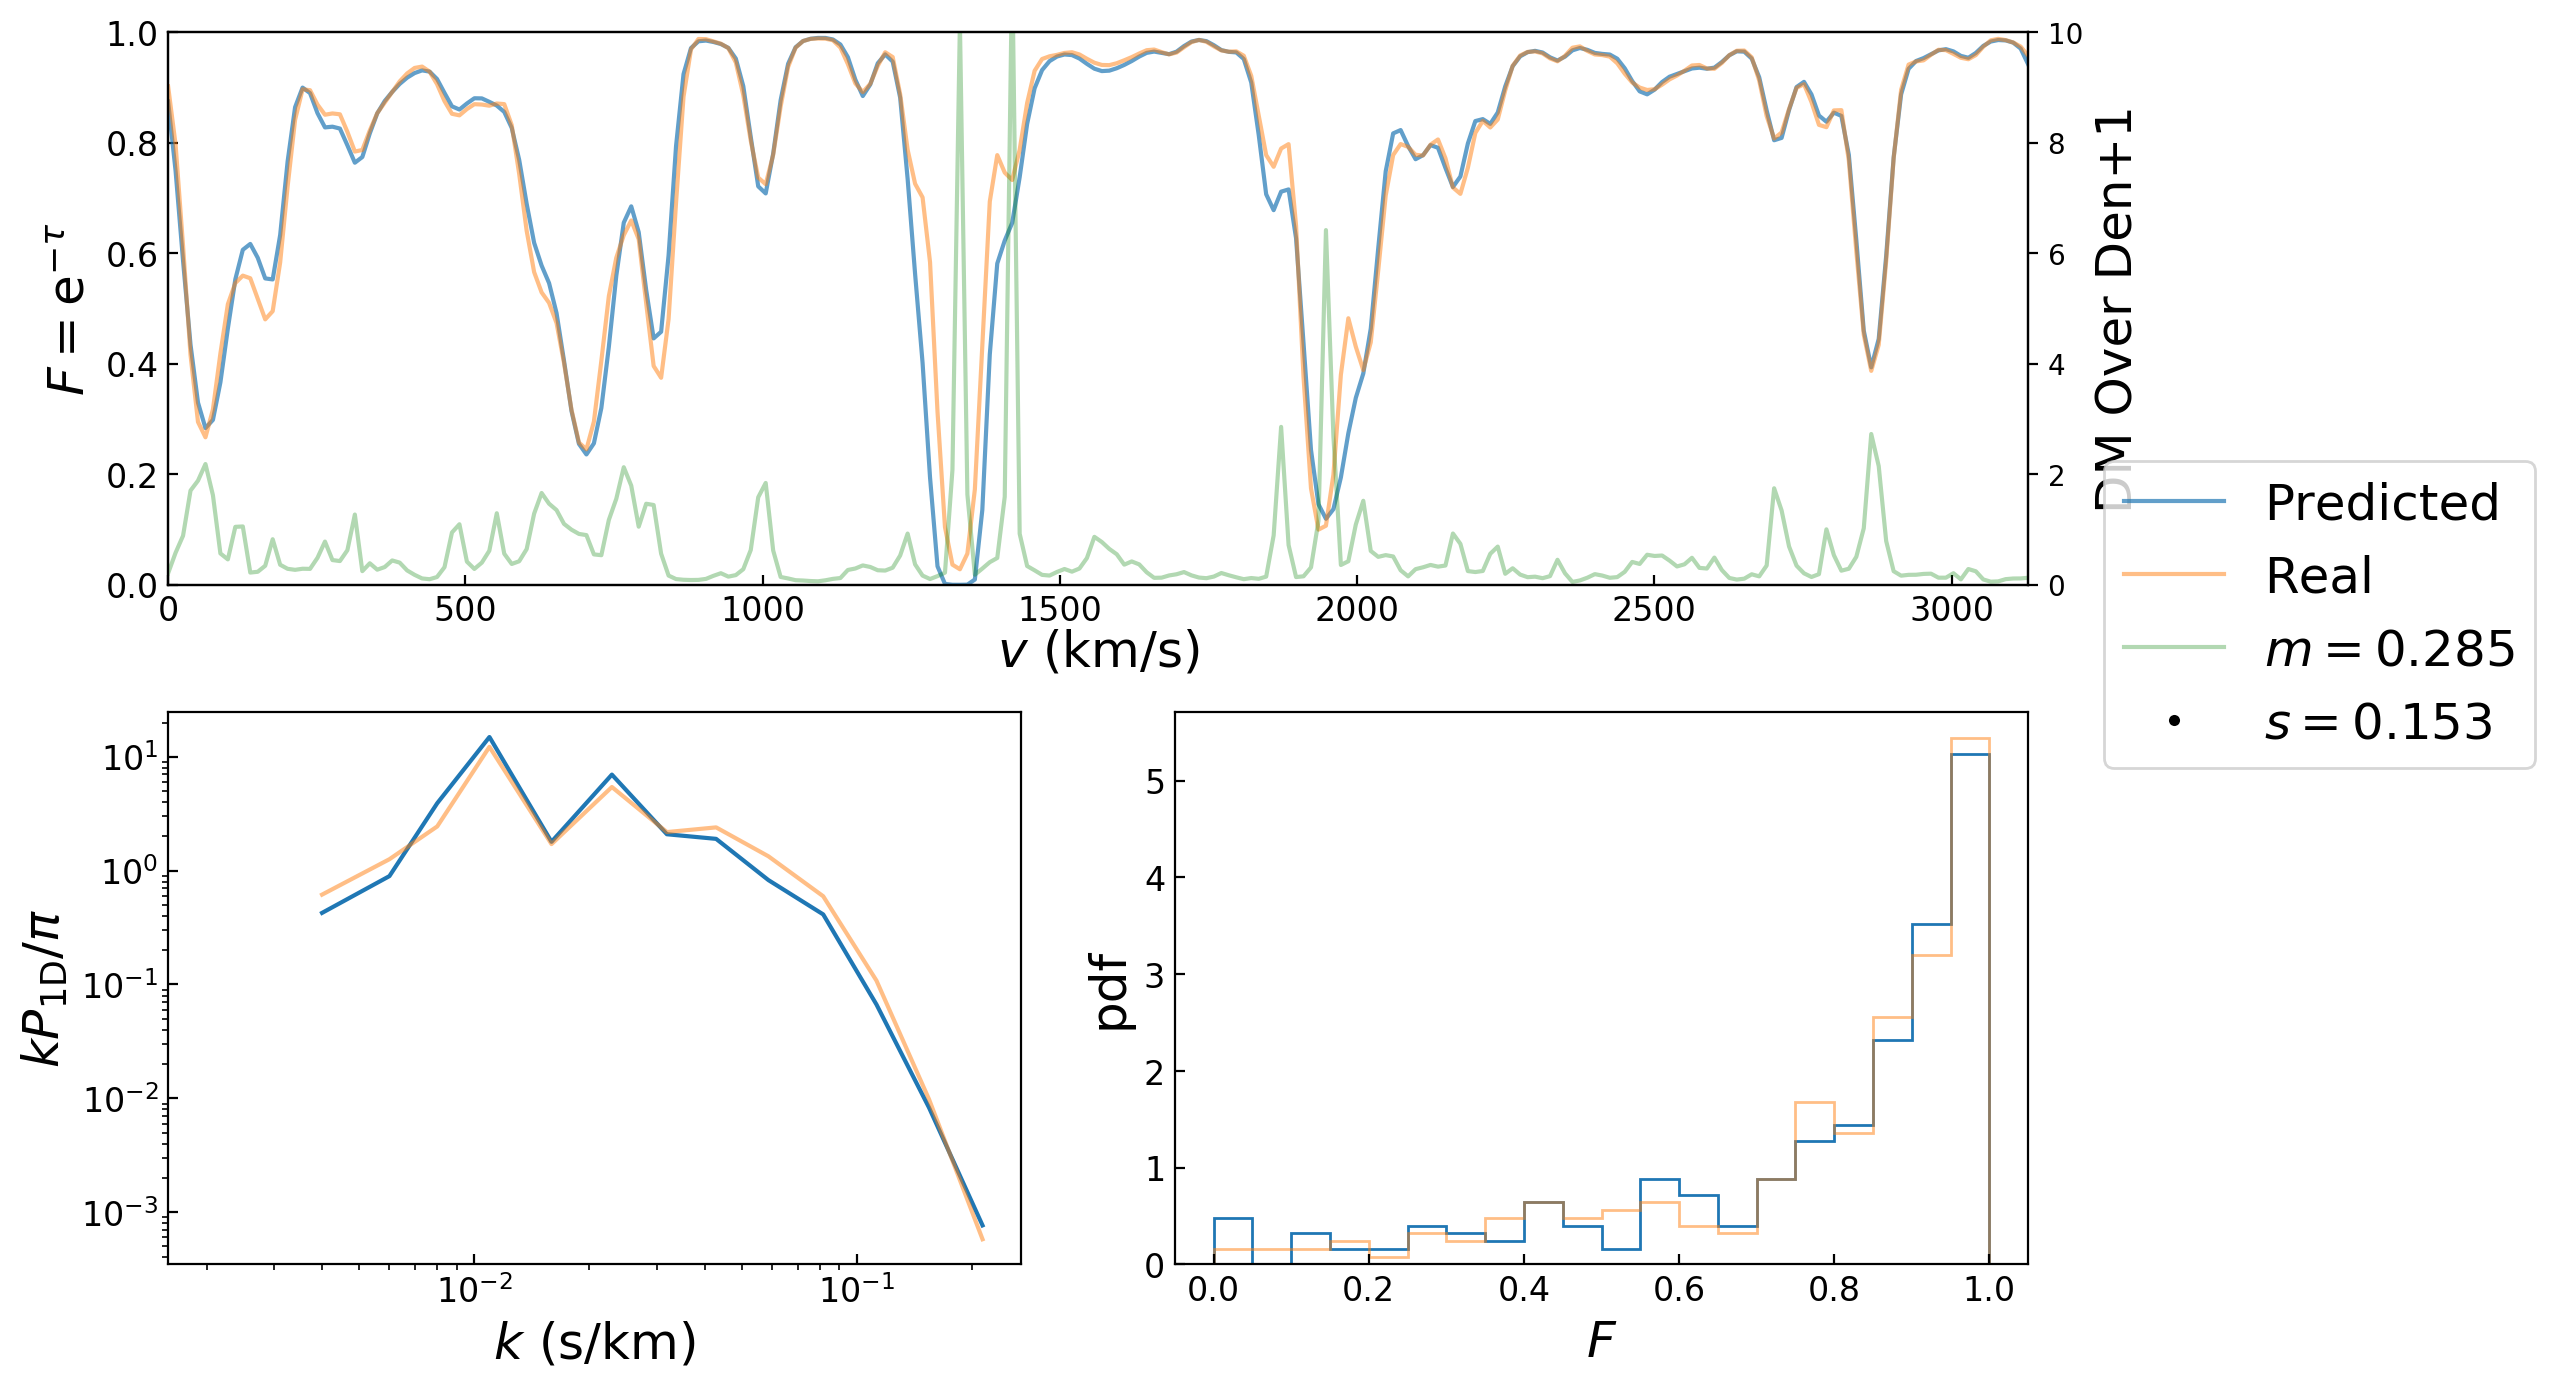 1.0
0.8
0.6
0.4
0.2
0.0
F = e^{-τ}
10
8
6
4
2
0
DM Over Den+1
0 500 1000 1500 2000 2500 3000
v (km/s)
Predicted
Real
m = 0.285
s = 0.153
10^1
10^0
10^{-1}
10^{-2}
10^{-3}
kP_{1D}/π
10^{-2} 10^{-1}
k (s/km)
5
4
3
2
1
0
pdf
0.0 0.2 0.4 0.6 0.8 1.0
F